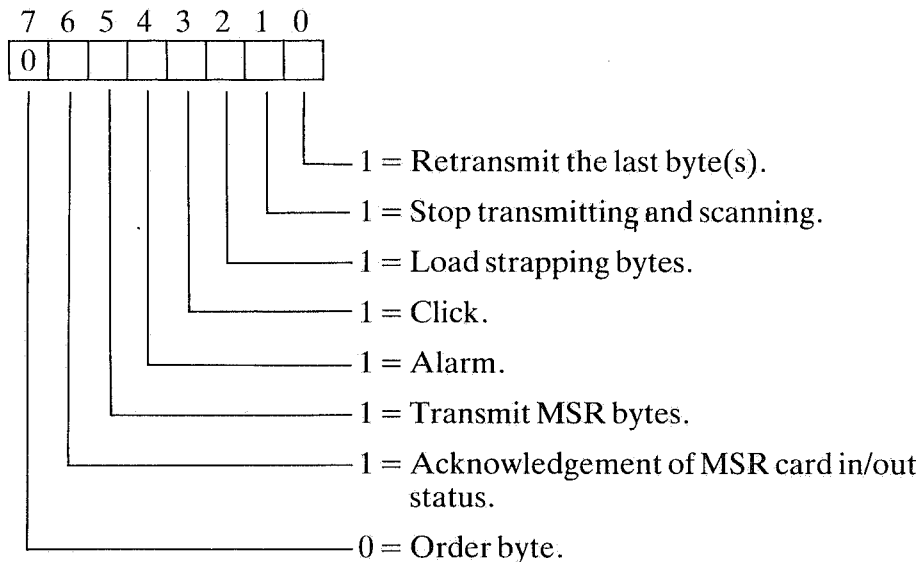 7 6 5 4 3 2 1 0
0
1 = Retransmit the last byte(s).
1 = Stop transmitting and scanning.
1 = Load strapping bytes.
1 = Click.
1 = Alarm.
1 = Transmit MSR bytes.
1 = Acknowledgement of MSR card in/out
status.
0 = Order byte.